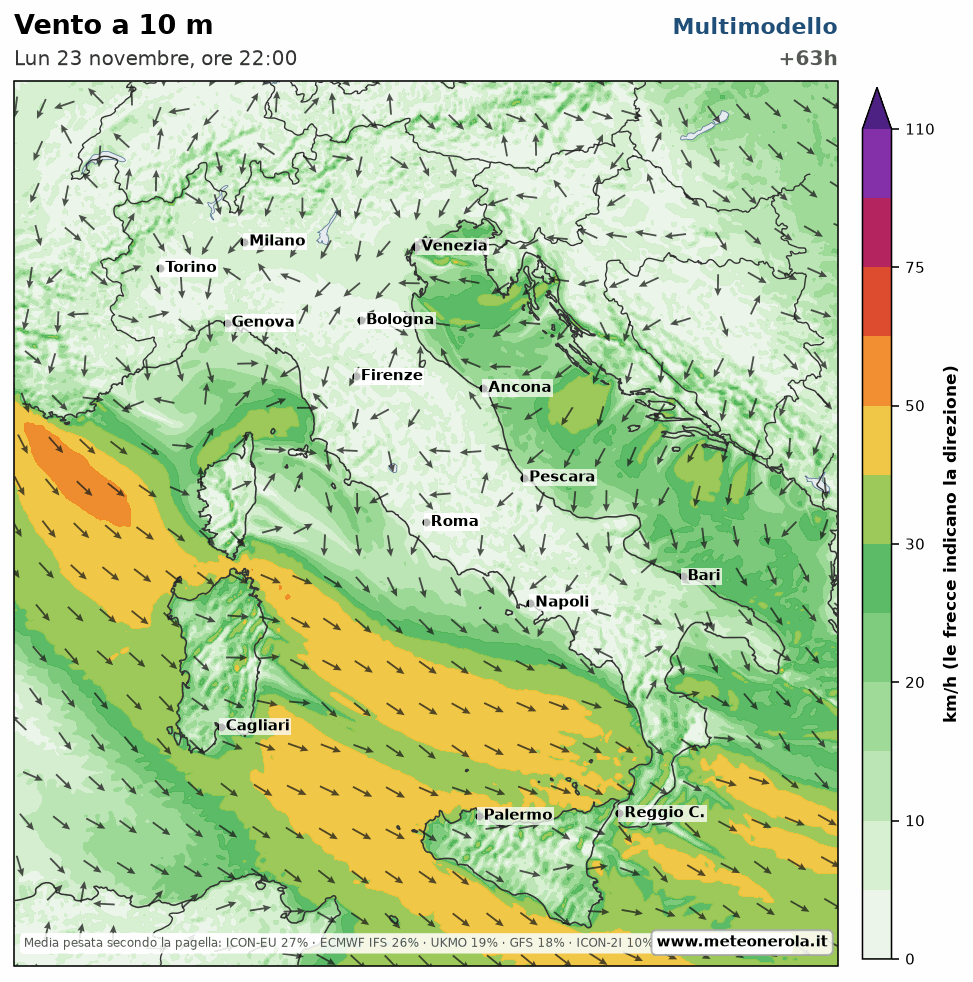 Vento a 10 m
Multimodello
Lun 23 novembre, ore 22:00
+63h
110
75
50
30
20
10
0
km/h (le frecce indicano la direzione)
Venezia
Milano
Torino
Genova
Bologna
Firenze
Ancona
Pescara
Roma
Bari
Napoli
Cagliari
Palermo
Reggio C.
Media pesata secondo la pagella: ICON-EU 27% · ECMWF IFS 26% · UKMO 19% · GFS 18% · ICON-2I 10%
www.meteonerola.it